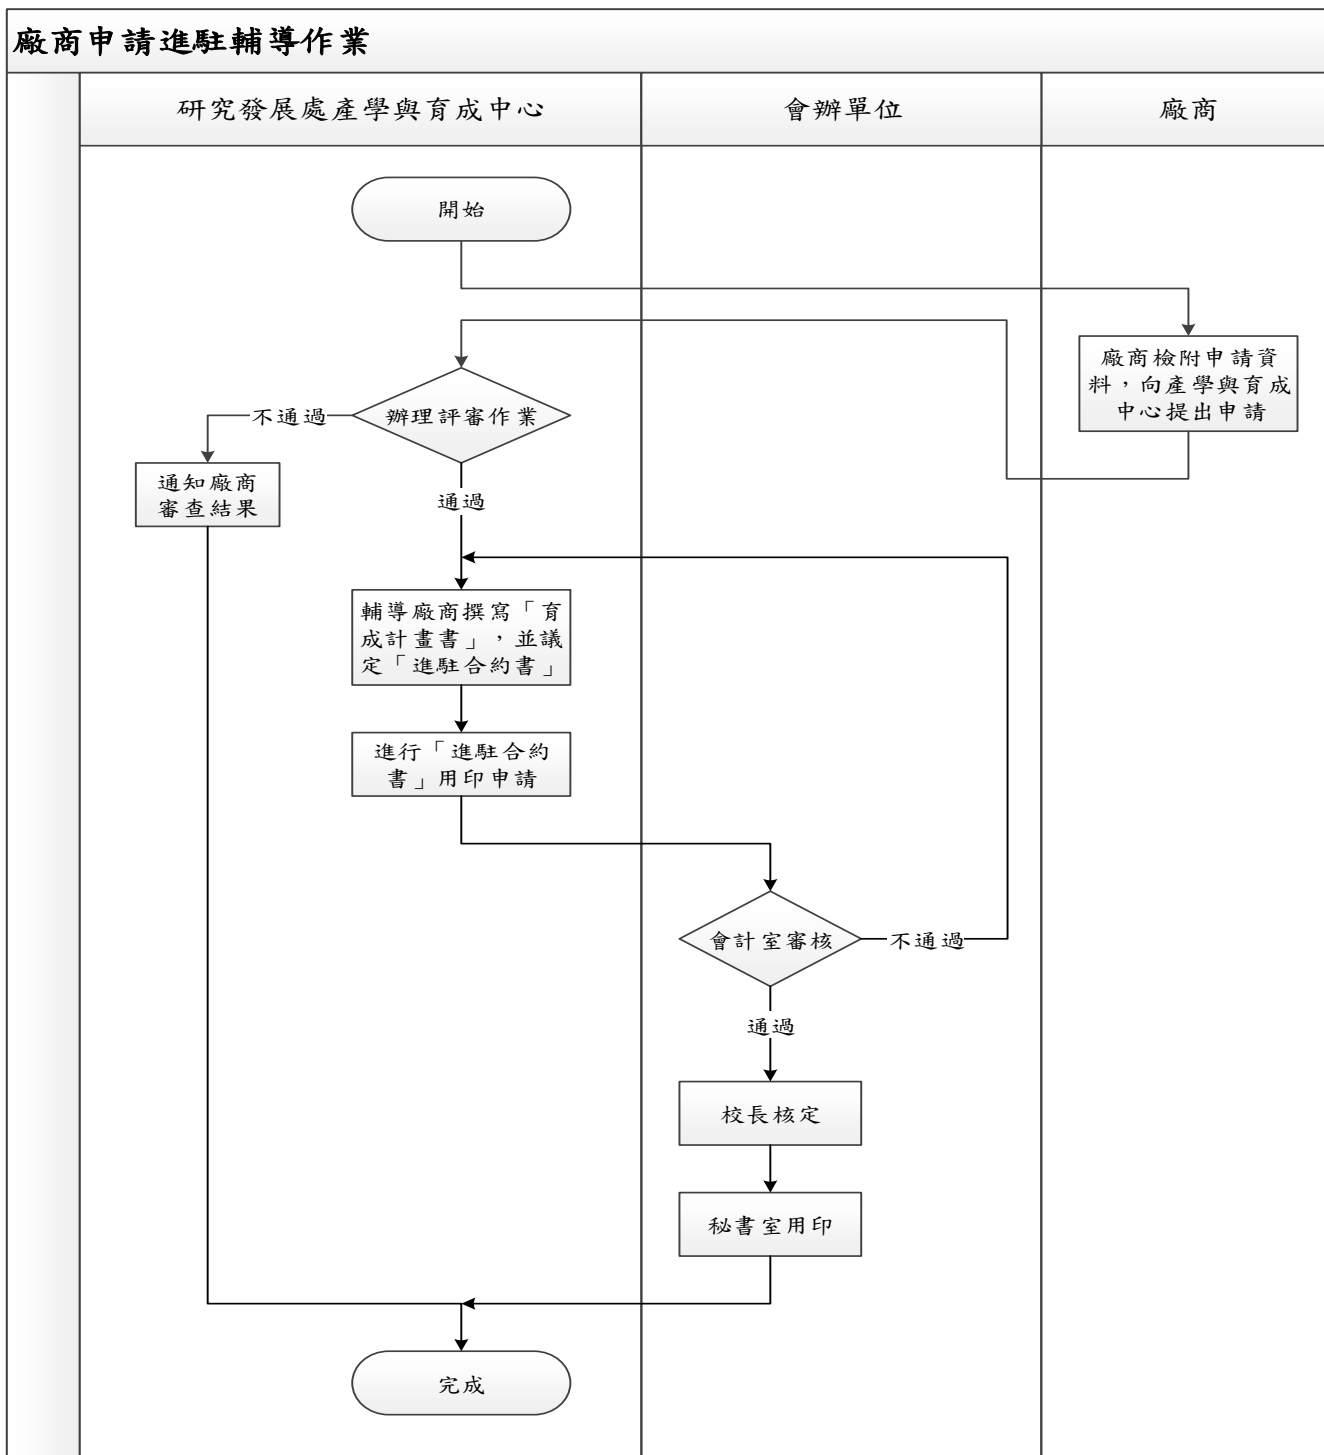 廠商申請進駐輔導作業
研究發展處產學與育成中心
會辦單位
廠商
開始
廠商檢附申請資
料，向產學與育成
中心提出申請
辦理評審作業
不通過
通知廠商
審查結果
通過
輔導廠商撰寫「育
成計畫書」，並議
定「進駐合約書」
進行「進駐合約
書」用印申請
會計室審核
不通過
通過
校長核定
秘書室用印
完成